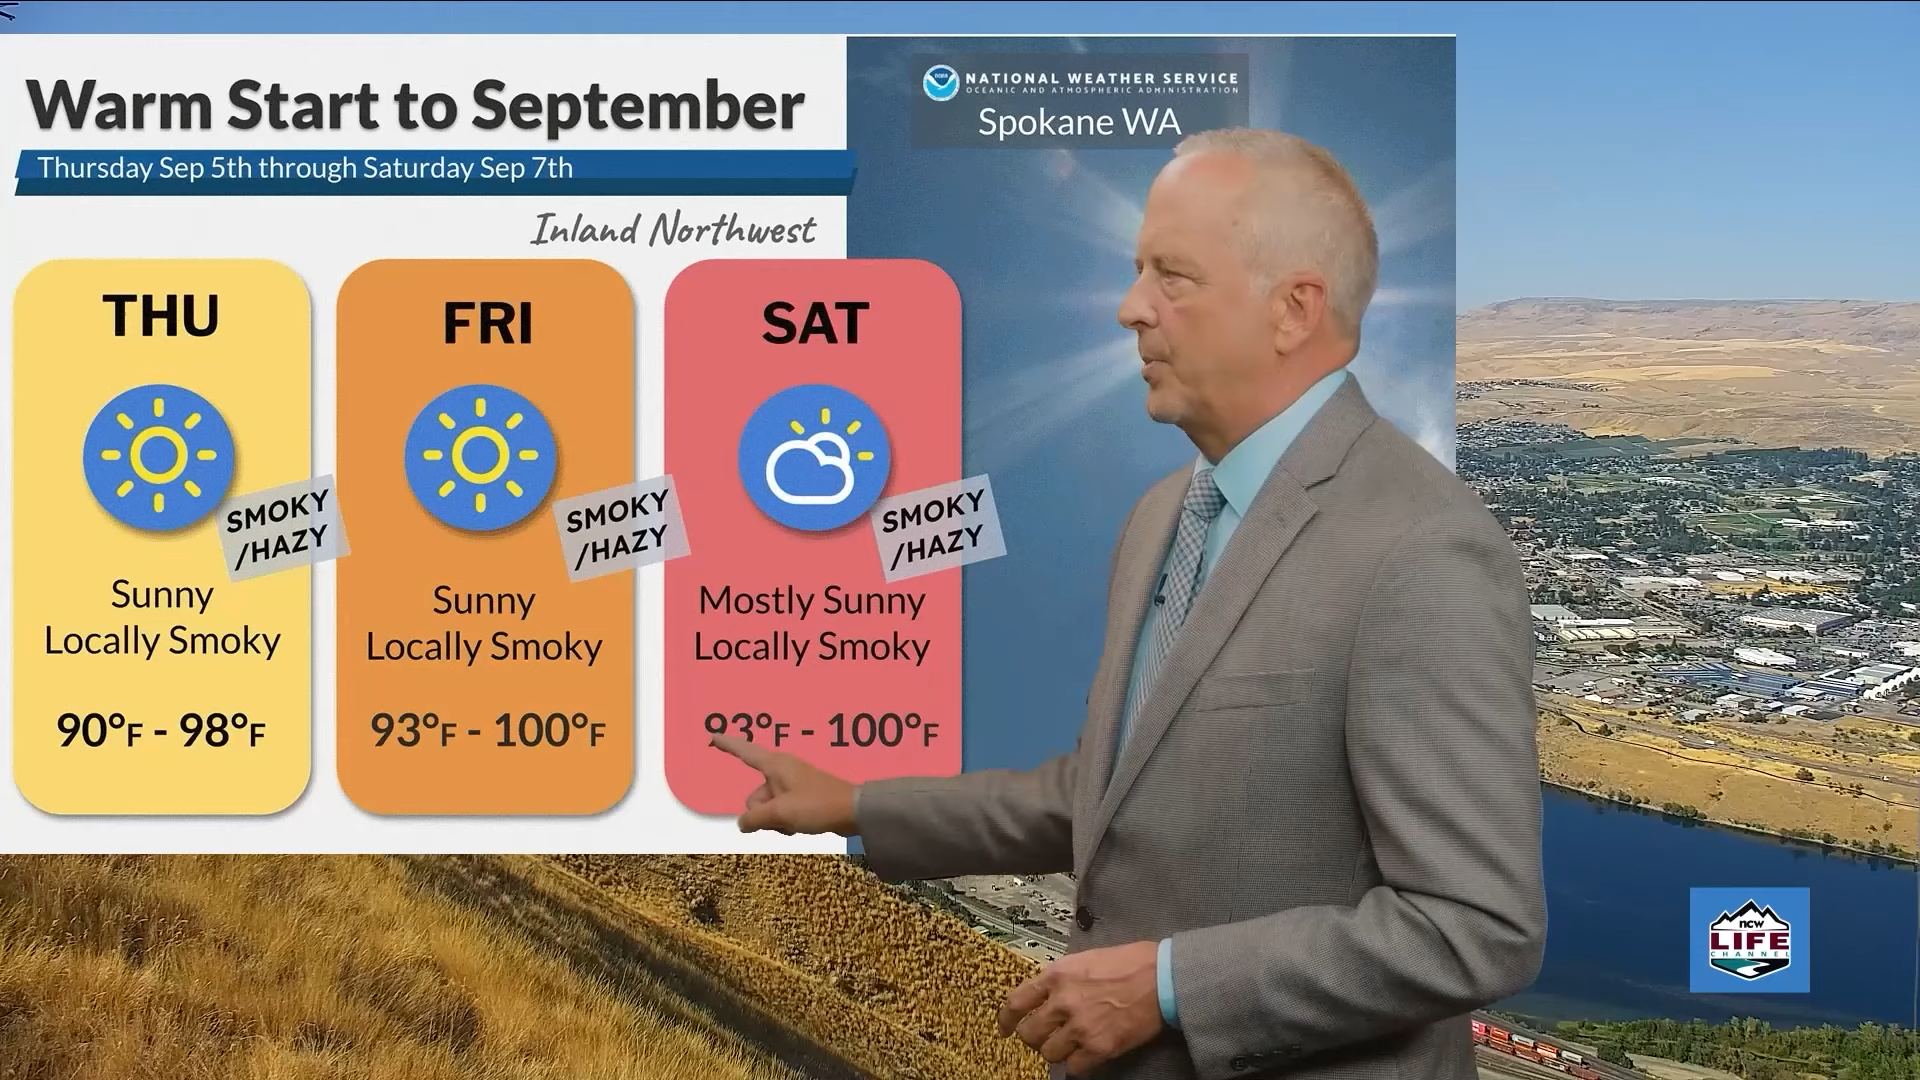 Warm Start to September
Thursday Sep 5th through Saturday Sep 7th
Inland Northwest
NATIONAL WEATHER SERVICE
OCEANIC AND ATMOSPHERIC ADMINISTRATION
Spokane WA
THU
SMOKY
/HAZY
Sunny
Locally Smoky
90°F - 98°F
FRI
SMOKY
/HAZY
Sunny
Locally Smoky
93°F - 100°F
SAT
SMOKY
/HAZY
Mostly Sunny
Locally Smoky
93°F - 100°F
ncw
LIFE
CHANNEL